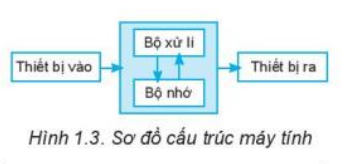 Bộ xử lí
Thiết bị vào
Thiết bị ra
Bộ nhớ
Hình 1.3. Sơ đồ cấu trúc máy tính